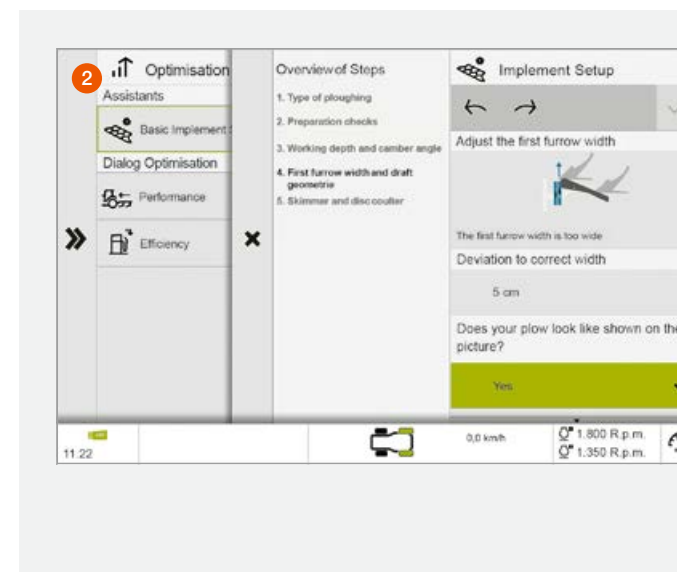 2
Optimisation
Assistants
Basic Implement
Dialog Optimisation
Performance
Efficiency
Overview of Steps
1. Type of ploughing
2. Preparation checks
3. Working depth and camber angle
4. First furrow width and draft
geometrie
5. Skimmer and disc coulter
Implement Setup
Adjust the first furrow width
The first furrow width is too wide
Deviation to correct width
5 cm
Does your plow look like shown on the
picture?
Yes
11:22
0,0 km/h
1.800 R.p.m.
1.350 R.p.m.